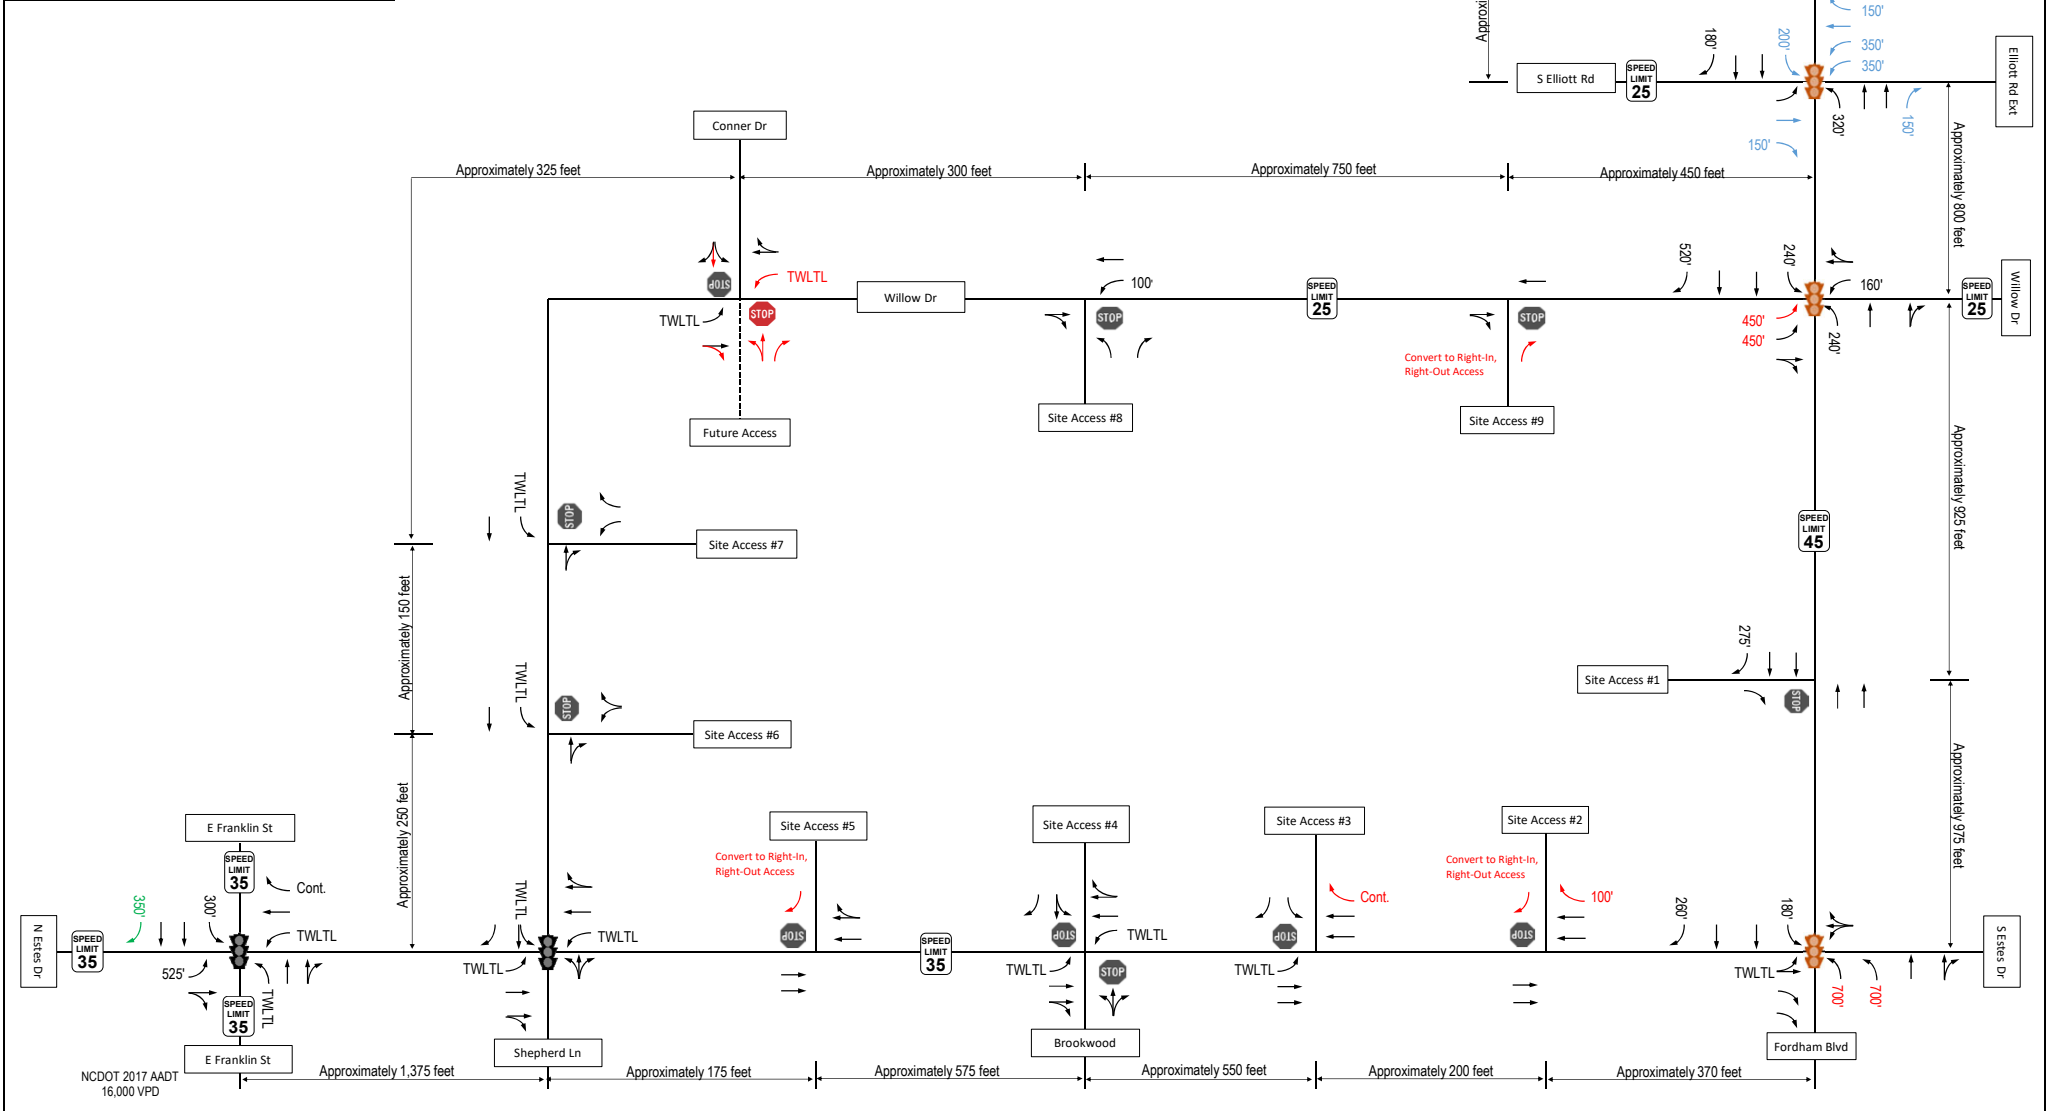 150'
Approxi
180'
200'
350'
350'
S Elliott Rd
SPEED
LIMIT
25
Elliott Rd Ext
320'
150'
150'
Conner Dr
Approximately 325 feet
Approximately 300 feet
Approximately 750 feet
Approximately 450 feet
Approximately 800 feet
520'
240'
STOP
TWLTL
100'
160'
Willow Dr
SPEED
LIMIT
25
SPEED
LIMIT
25
Willow Dr
TWLTL
STOP
STOP
STOP
450'
450'
240'
Convert to Right-In,
Right-Out Access
Future Access
Site Access #8
Site Access #9
Approximately 925 feet
TWLTL
STOP
SPEED
LIMIT
45
Site Access #7
Approximately 150 feet
275'
TWLTL
STOP
Site Access #1
STOP
Site Access #6
Approximately 250 feet
Approximately 975 feet
E Franklin St
SPEED
LIMIT
35
Site Access #5
Site Access #4
Site Access #3
Site Access #2
Convert to Right-In,
Right-Out Access
Convert to Right-In,
Right-Out Access
350'
300'
Cont.
TWLTL
Cont.
100'
260'
180'
N Estes Dr
SPEED
LIMIT
35
TWLTL
TWLTL
STOP
SPEED
LIMIT
35
STOP
TWLTL
STOP
STOP
S Estes Dr
525'
TWLTL
TWLTL
STOP
TWLTL
TWLTL
SPEED
LIMIT
35
TWLTL
700'
700'
E Franklin St
Shepherd Ln
Brookwood
Fordham Blvd
NCDOT 2017 AADT
16,000 VPD
Approximately 1,375 feet
Approximately 175 feet
Approximately 575 feet
Approximately 550 feet
Approximately 200 feet
Approximately 370 feet